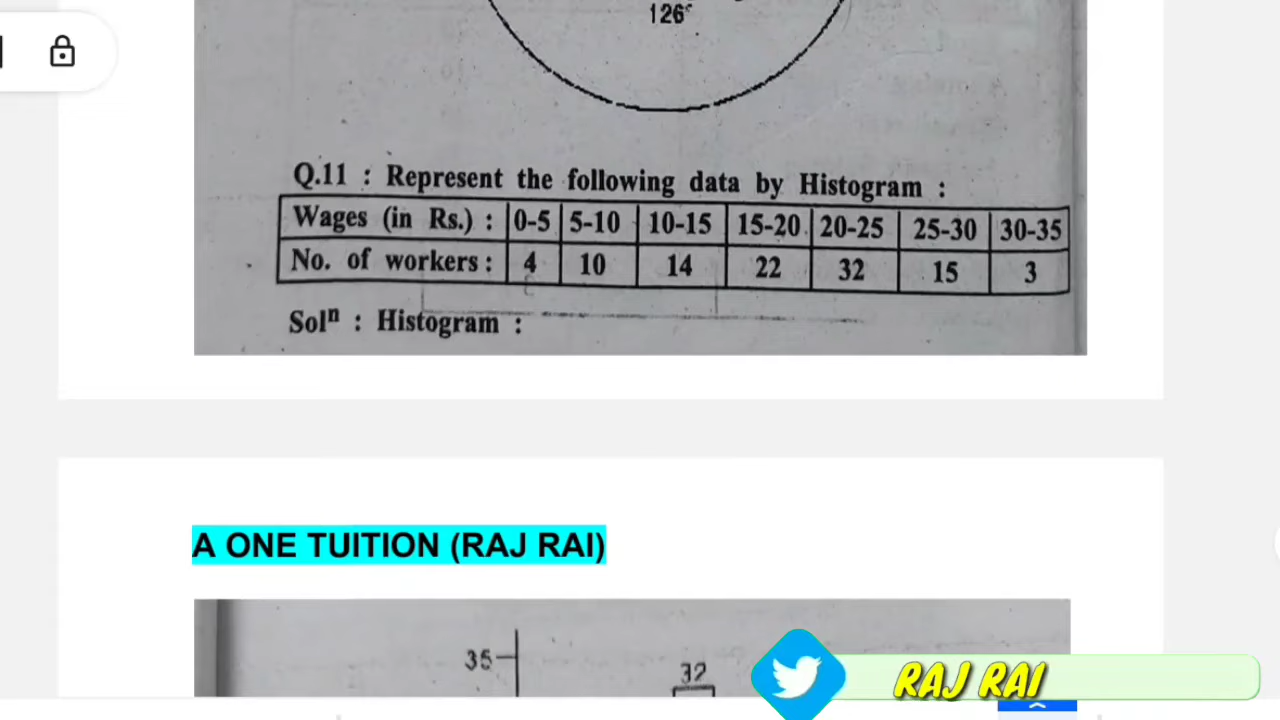 126°
Q.11 : Represent the following data by Histogram :
Wages (in Rs.) : 0-5 5-10 10-15 15-20 20-25 25-30 30-35
No. of workers : 4 10 14 22 32 15 3
Solⁿ : Histogram :
A ONE TUITION (RAJ RAI)
35
32
RAJ RAI